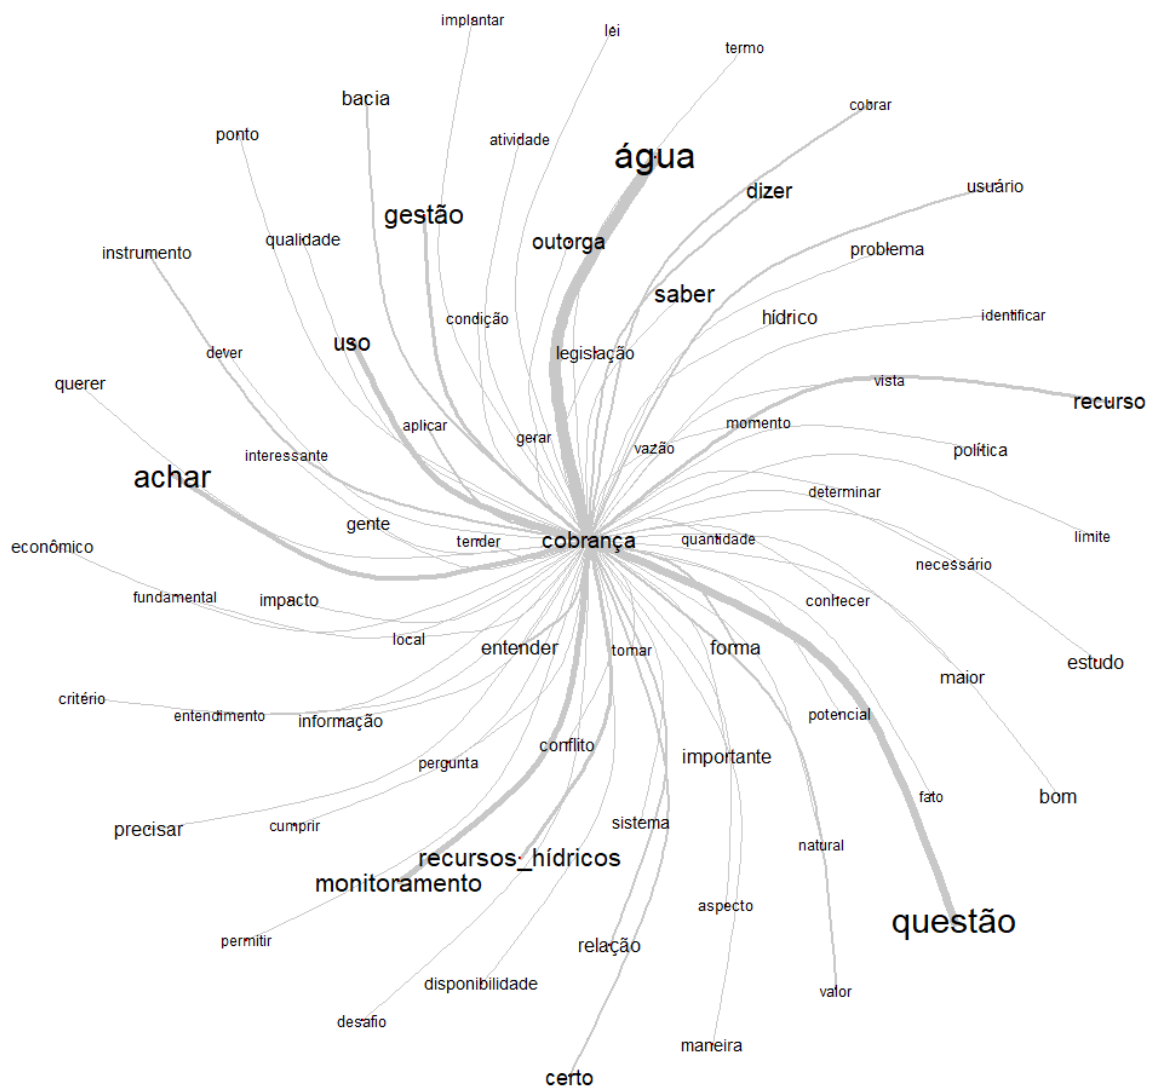 implantar
lei
termo
bacia
cobrar
ponto
atividade
água
dizer
usuário
gestão
outorga
qualidade
instrumento
problema
saber
condição
hídrico
identificar
uso
dever
legislação
querer
vista
recurso
aplicar
gerar
momento
vazão
interessante
política
achar
determinar
gente
tender
cobrança
quantidade
limite
econômico
necessário
fundamental
impacto
conhecer
local
entender
tomar
forma
estudo
maior
critério
entendimento
informação
potencial
conflito
importante
pergunta
fato
bom
precisar
cumprir
sistema
natural
recursos_hídricos
monitoramento
aspecto
questão
permitir
relação
disponibilidade
valor
desafio
maneira
certo